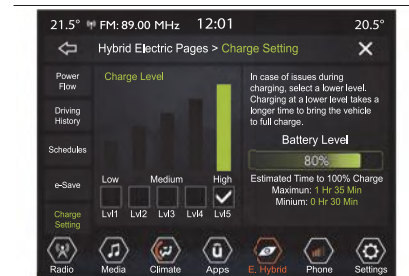 21.5° FM: 89.00 MHz 12:01 20.5°
Hybrid Electric Pages > Charge Setting
Power
Flow
Driving
History
Schedules
e-Save
Charge
Setting
Charge Level
Low Medium High
Lvl1 Lvl2 Lvl3 Lvl4 Lvl5
In case of issues during
charging, select a lower level.
Charging at a lower level takes a
longer time to bring the vehicle
to full charge.
Battery Level
80%
Estimated Time to 100% Charge
Maximun: 1 Hr 35 Min
Minium: 0 Hr 30 Min
Radio Media Climate Apps E. Hybrid Phone Settings